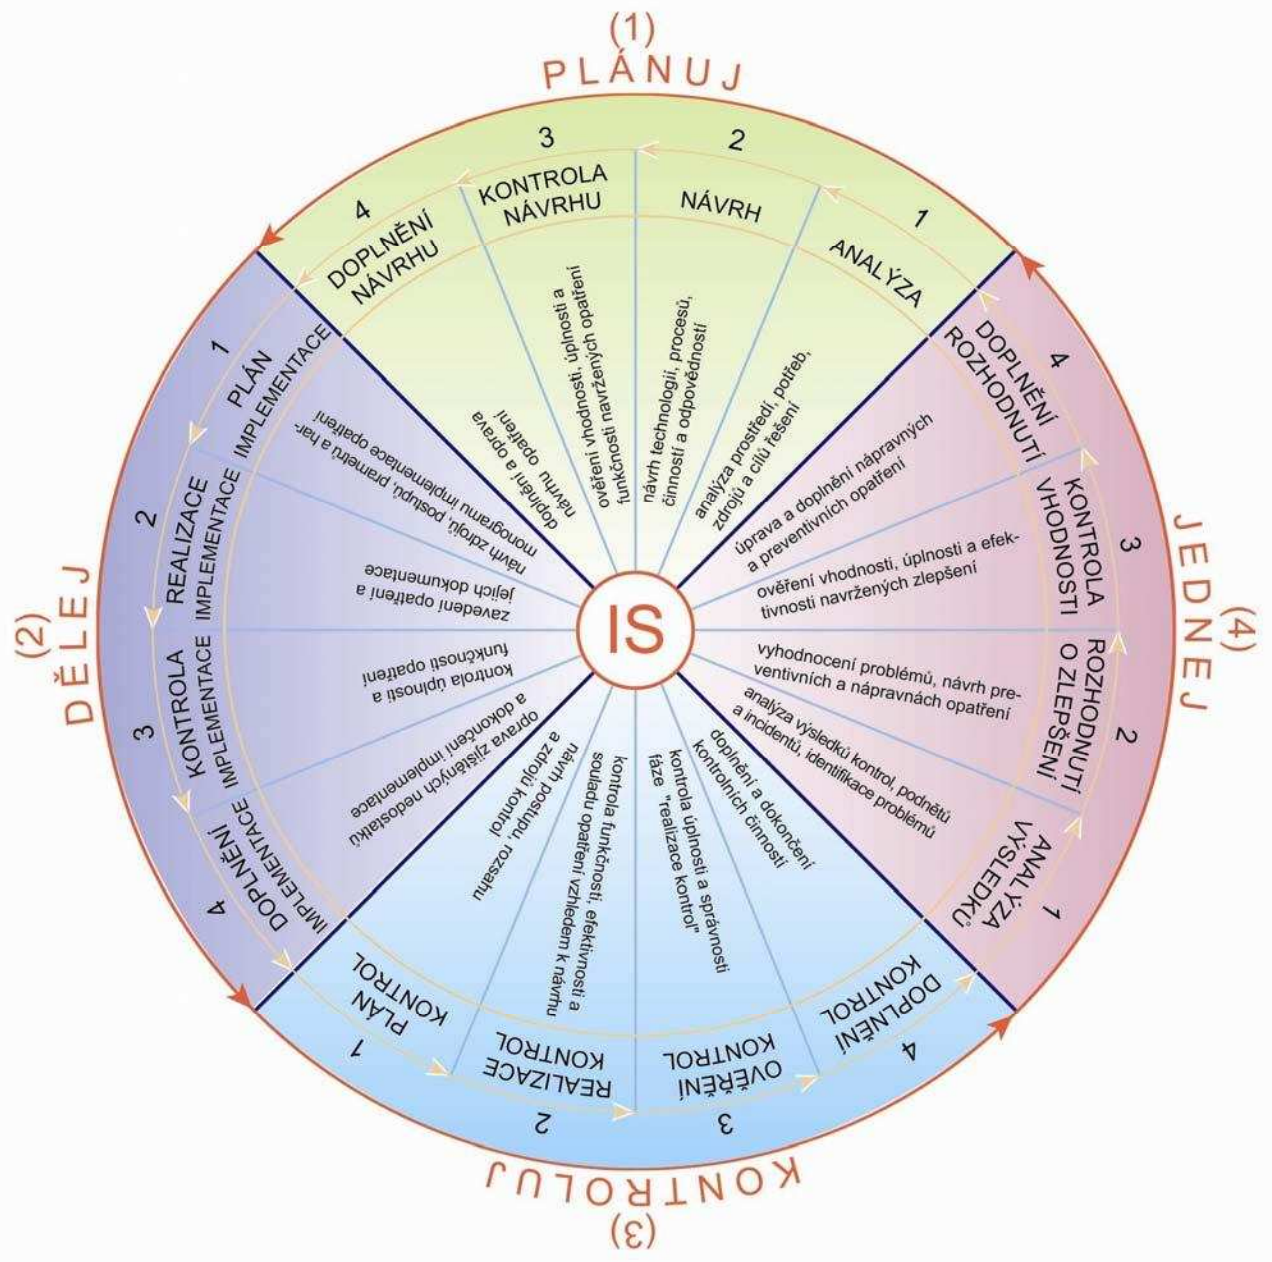 (1)
PLÁNUJ
1
ANALÝZA
analýza prostředí, potřeb,
zdrojů a cílů řešení
2
NÁVRH
návrh technologií, procesů,
činností a odpovědností
3
KONTROLA
NÁVRHU
ověření vhodnosti, úplnosti a
funkčnosti navržených opatření
4
DOPLNĚNÍ
NÁVRHU
doplnění a oprava
návrhu opatření
(2)
DĚLEJ
1
PLÁN
IMPLEMENTACE
návrh zdrojů, postupů, prametrů a har-
monogramu implementace opatření
2
REALIZACE
IMPLEMENTACE
zavedení opatření a
jejich dokumentace
3
KONTROLA
IMPLEMENTACE
kontrola úplnosti a
funkčnosti opatření
4
DOPLNĚNÍ
IMPLEMENTACE
oprava zjištěných nedostatků
a dokončení implementace
(3)
KONTROLUJ
1
PLÁN
KONTROL
návrh postupu, rozsahu
a zdrojů kontrol
2
REALIZACE
KONTROL
kontrola funkčnosti, efektivnosti a
souladu opatření vzhledem k návrhu
3
OVĚŘĚNÍ
KONTROL
kontrola úplnosti a správnosti
fáze "realizace kontrol"
4
DOPLNĚNÍ
KONTROL
doplnění a dokončení
kontrolních činností
(4)
JEDNEJ
1
ANALÝZA
VÝSLEDKŮ
analýza výsledků kontrol, podnětů
a incidentů, identifikace problémů
2
ROZHODNUTÍ
O ZLEPŠENÍ
vyhodnocení problémů, návrh pre-
ventivních a nápravnách opatření
3
KONTROLA
VHODNOSTI
ověření vhodnosti, úplnosti a efek-
tivnosti navržených zlepšení
4
DOPLNĚNÍ
ROZHODNUTÍ
úprava a doplnění nápravných
a preventivních opatření
IS